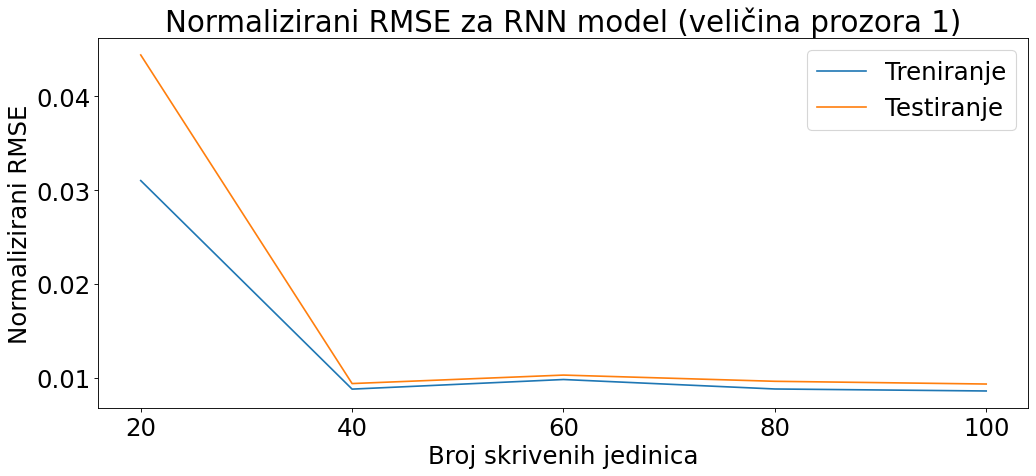 Normalizirani RMSE za RNN model (veličina prozora 1)
Treniranje
Testiranje
Normalizirani RMSE
0.04
0.03
0.02
0.01
20 40 60 80 100
Broj skrivenih jedinica